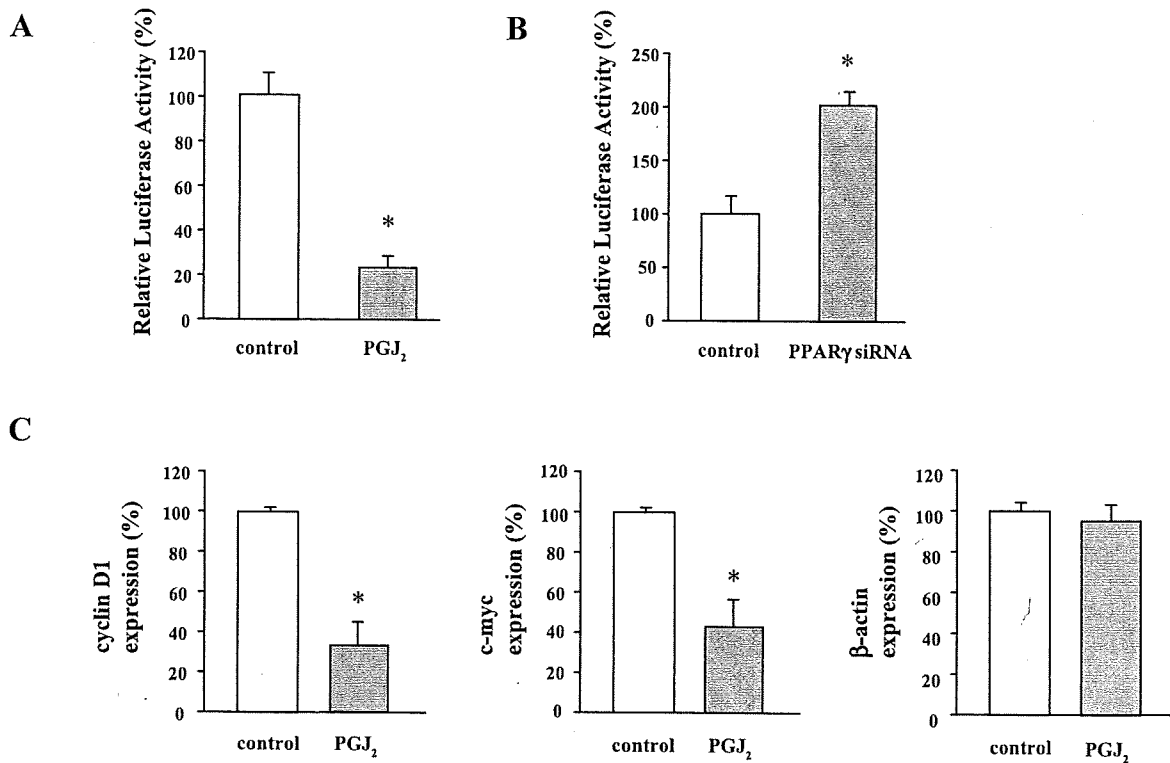 A
Relative Luciferase Activity (%)
120
100
80
60
40
20
0
*
control
PGJ₂
B
Relative Luciferase Activity (%)
250
200
150
100
50
0
*
control
PPARγ siRNA
C
cyclin D1
expression (%)
120
100
80
60
40
20
0
*
control
PGJ₂
c-myc
expression (%)
120
100
80
60
40
20
0
*
control
PGJ₂
β-actin
expression (%)
120
100
80
60
40
20
0
control
PGJ₂